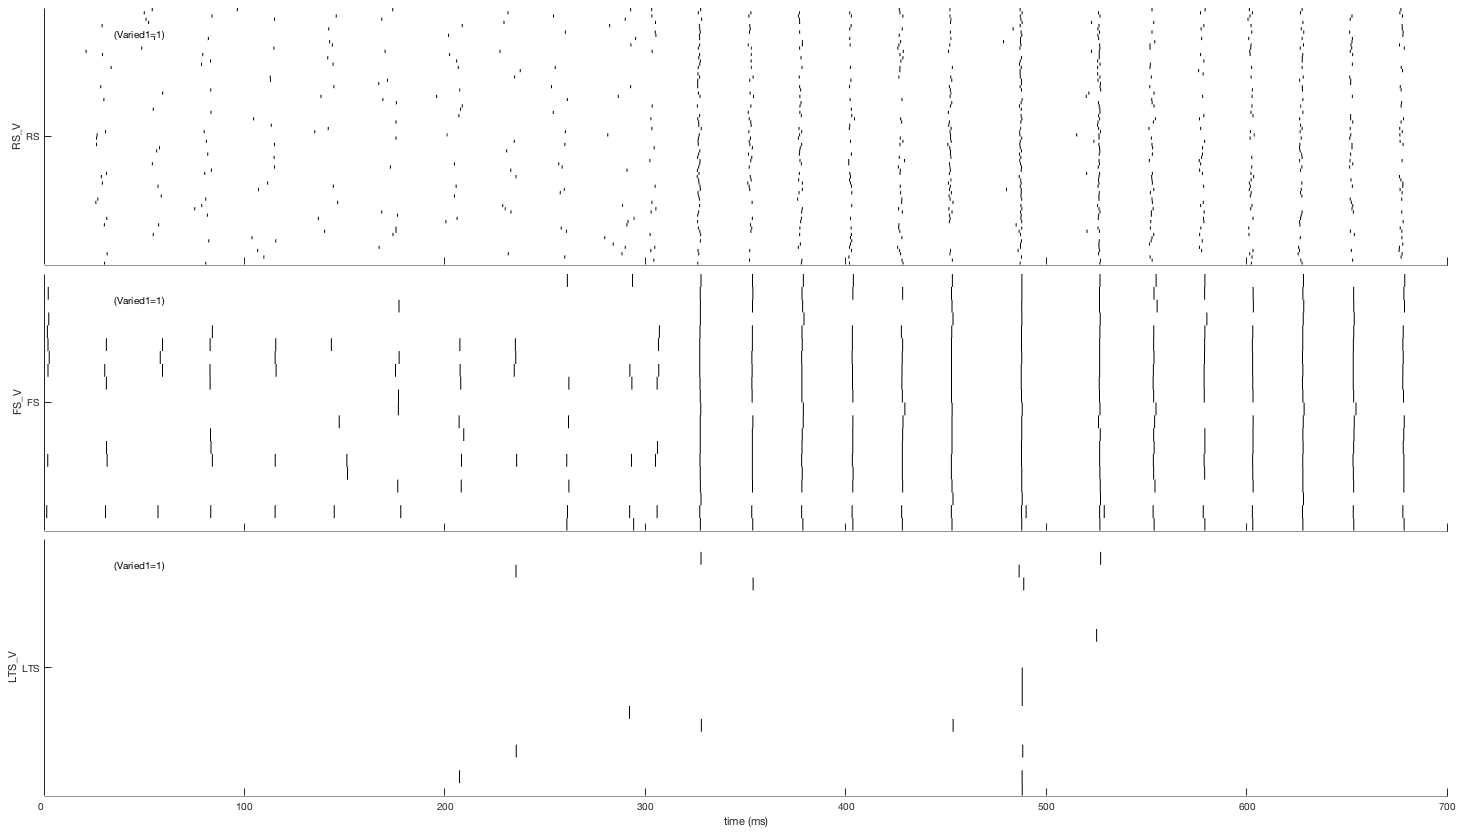 (Varied1=1)
RS_V
RS
(Varied1=1)
FS_V
FS
(Varied1=1)
LTS_V
LTS
0 100 200 300 400 500 600 700
time (ms)